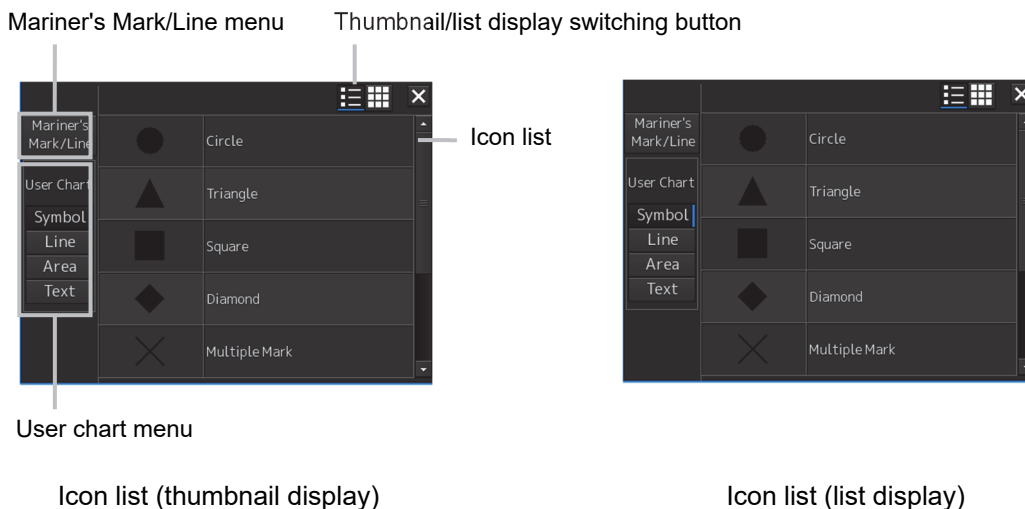 Mariner's Mark/Line menu
Thumbnail/list display switching button
Mariner's
Mark/Line
User Chart
Symbol
Line
Area
Text
Circle
Triangle
Square
Diamond
Multiple Mark
Icon list
Mariner's
Mark/Line
User Chart
Symbol
Line
Area
Text
Circle
Triangle
Square
Diamond
Multiple Mark
User chart menu
Icon list (thumbnail display)
Icon list (list display)